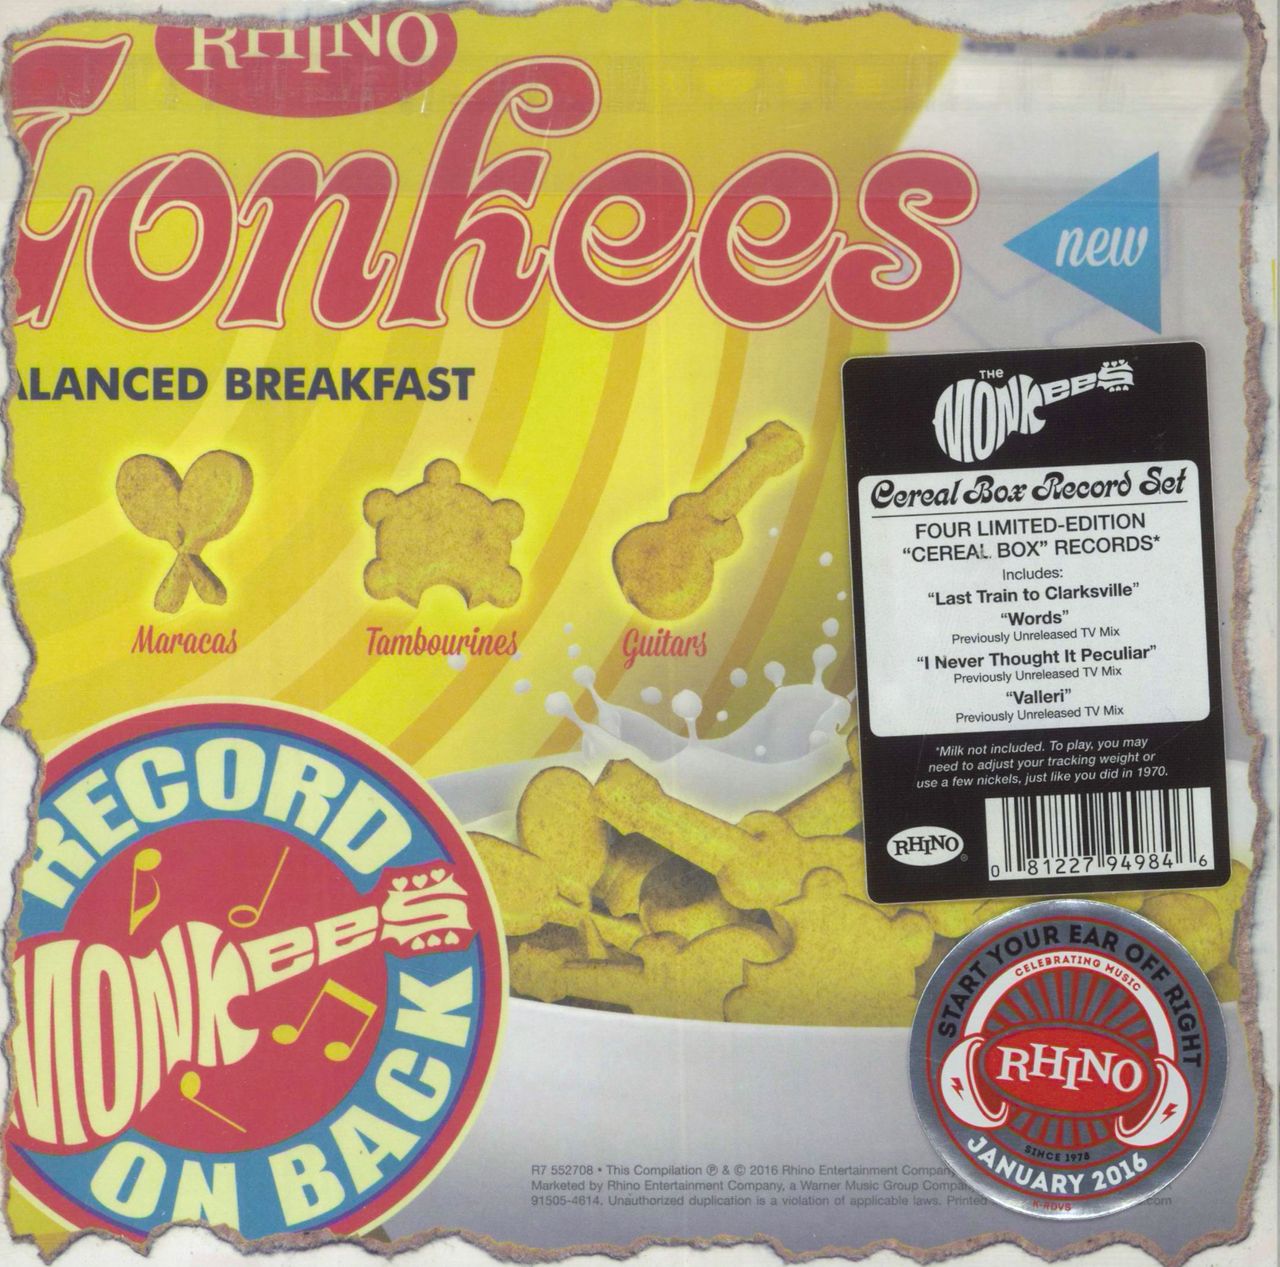 RHINO
Monkees
new
ALANCED BREAKFAST
Maracas
Tambourines
Guitars
THE
MONKEES
Cereal Box Record Set
FOUR LIMITED-EDITION
“CEREAL BOX” RECORDS*
Includes:
“Last Train to Clarksville”
“Words”
Previously Unreleased TV Mix
“I Never Thought It Peculiar”
Previously Unreleased TV Mix
“Valleri”
Previously Unreleased TV Mix
*Milk not included. To play, you may
need to adjust your tracking weight or
use a few nickels, just like you did in 1970.
RHINO
0 81227 94984 6
RECORD
MONKEES
ON BACK
START YOUR EAR OFF RIGHT
CELEBRATING MUSIC
RHINO
SINCE 1978
JANUARY 2016
K-RDVS
R7 552708 • This Compilation ℗ & © 2016 Rhino Entertainment Company
Marketed by Rhino Entertainment Company, a Warner Music Group Compa
91505-4614. Unauthorized duplication is a violation of applicable laws. Printed com